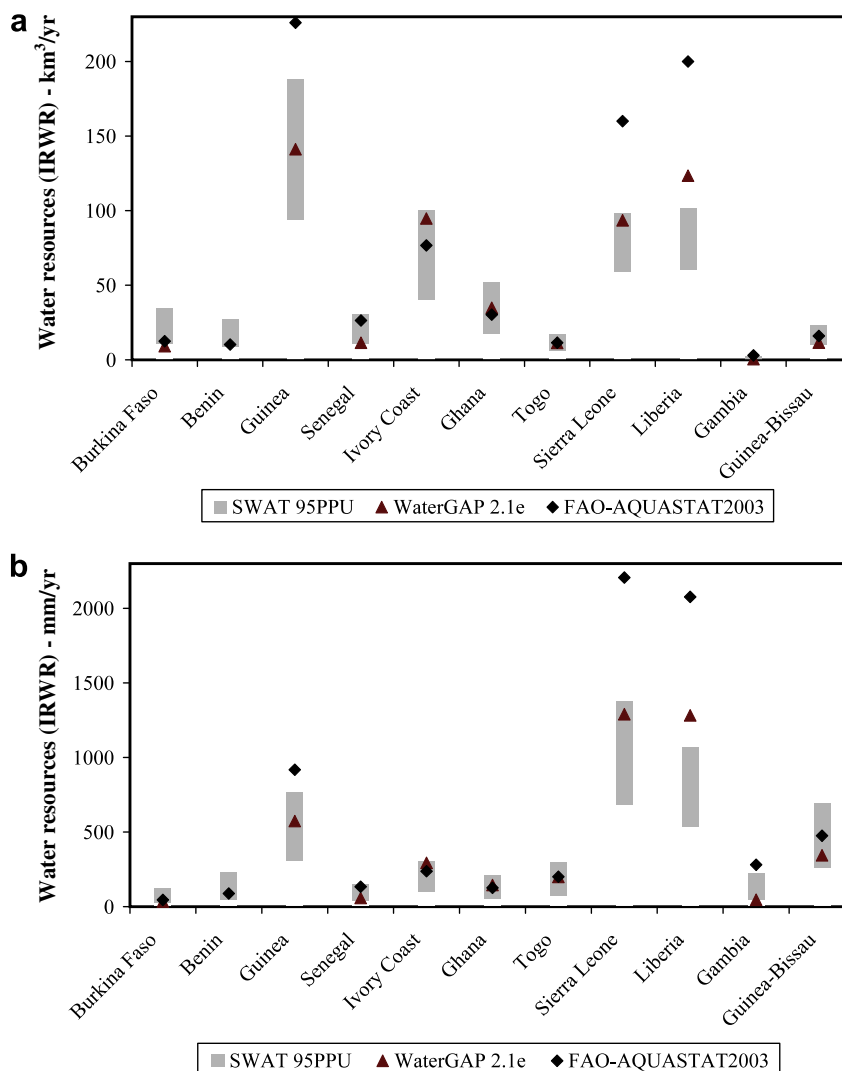 a
Water resources (IRWR) - km³/yr
200
150
100
50
0
Burkina Faso
Benin
Guinea
Senegal
Ivory Coast
Ghana
Togo
Sierra Leone
Liberia
Gambia
Guinea-Bissau
SWAT 95PPU WaterGAP 2.1e FAO-AQUASTAT2003
b
Water resources (IRWR) - mm/yr
2000
1500
1000
500
0
Burkina Faso
Benin
Guinea
Senegal
Ivory Coast
Ghana
Togo
Sierra Leone
Liberia
Gambia
Guinea-Bissau
SWAT 95PPU WaterGAP 2.1e FAO-AQUASTAT2003